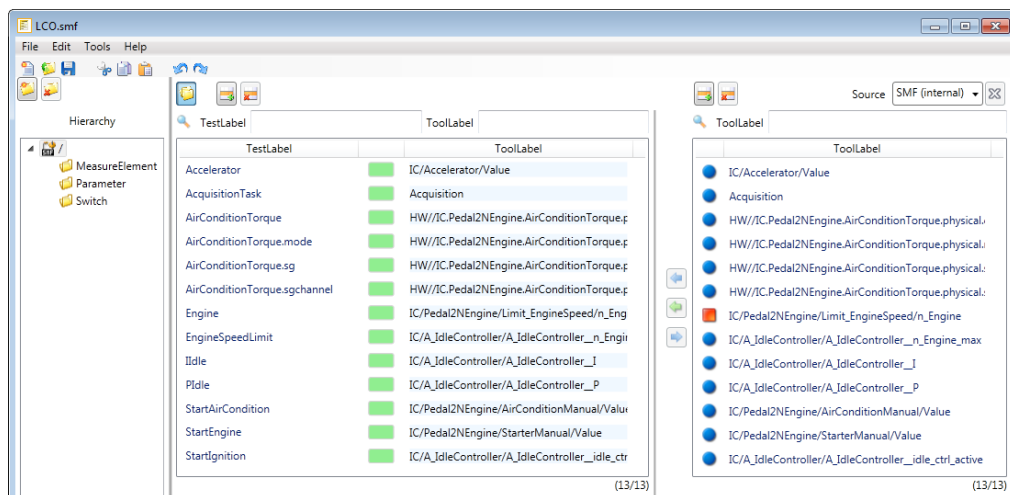 LCO.smf
File Edit Tools Help
Source SMF (internal)
Hierarchy
TestLabel ToolLabel
ToolLabel
/
MeasureElement
Parameter
Switch
TestLabel ToolLabel
Accelerator IC/Accelerator/Value
AcquisitionTask Acquisition
AirConditionTorque HW//IC.Pedal2NEngine.AirConditionTorque.p
AirConditionTorque.mode HW//IC.Pedal2NEngine.AirConditionTorque.p
AirConditionTorque.sg HW//IC.Pedal2NEngine.AirConditionTorque.p
AirConditionTorque.sgchannel HW//IC.Pedal2NEngine.AirConditionTorque.p
Engine IC/Pedal2NEngine/Limit_EngineSpeed/n_Eng
EngineSpeedLimit IC/A_IdleController/A_IdleController__n_Engin
IIdle IC/A_IdleController/A_IdleController__I
PIdle IC/A_IdleController/A_IdleController__P
StartAirCondition IC/Pedal2NEngine/AirConditionManual/Value
StartEngine IC/Pedal2NEngine/StarterManual/Value
StartIgnition IC/A_IdleController/A_IdleController__idle_ctr
(13/13)
ToolLabel
IC/Accelerator/Value
Acquisition
HW//IC.Pedal2NEngine.AirConditionTorque.physical.
HW//IC.Pedal2NEngine.AirConditionTorque.physical.
HW//IC.Pedal2NEngine.AirConditionTorque.physical.
HW//IC.Pedal2NEngine.AirConditionTorque.physical.
IC/Pedal2NEngine/Limit_EngineSpeed/n_Engine
IC/A_IdleController/A_IdleController__n_Engine_max
IC/A_IdleController/A_IdleController__I
IC/A_IdleController/A_IdleController__P
IC/Pedal2NEngine/AirConditionManual/Value
IC/Pedal2NEngine/StarterManual/Value
IC/A_IdleController/A_IdleController__idle_ctrl_active
(13/13)